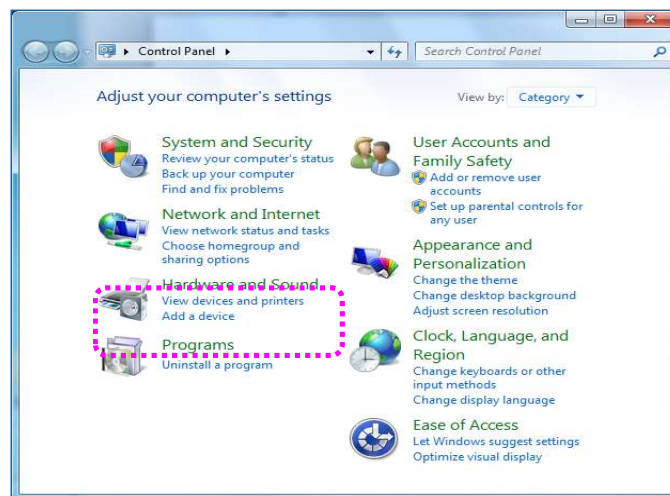 Control Panel
Search Control Panel
Adjust your computer's settings
View by: Category
System and Security
Review your computer's status
Back up your computer
Find and fix problems
Network and Internet
View network status and tasks
Choose homegroup and
sharing options
Hardware and Sound
View devices and printers
Add a device
Programs
Uninstall a program
User Accounts and
Family Safety
Add or remove user
accounts
Set up parental controls for
any user
Appearance and
Personalization
Change the theme
Change desktop background
Adjust screen resolution
Clock, Language, and
Region
Change keyboards or other
input methods
Change display language
Ease of Access
Let Windows suggest settings
Optimize visual display